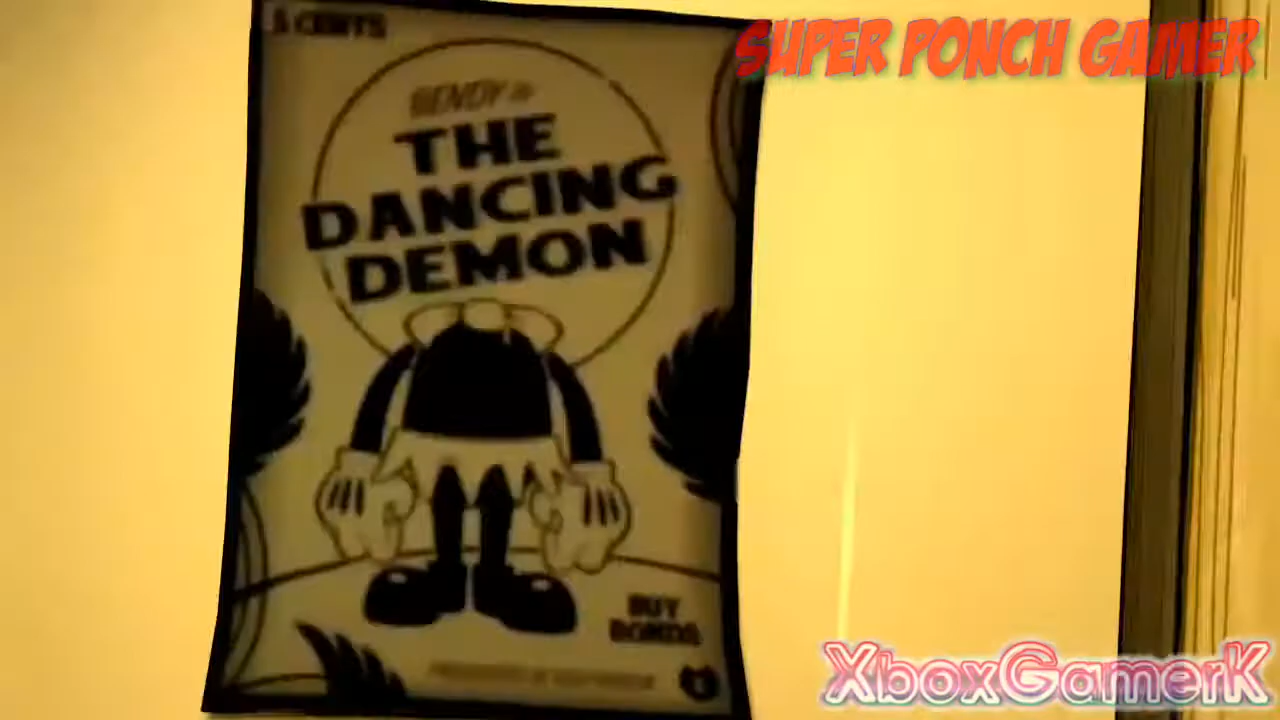 5 CENTS
SUPER PONCH GAMER
BENDY in
THE
DANCING
DEMON
BUY
BONDS
XboxGamerK